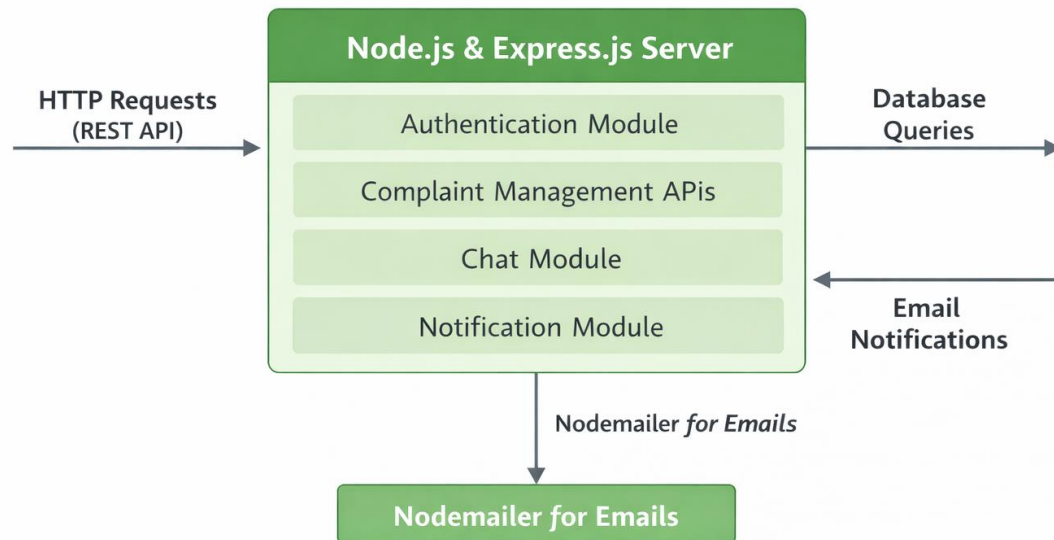 Node.js & Express.js Server
HTTP Requests
(REST API)
Authentication Module
Complaint Management APis
Chat Module
Notification Module
Database
Queries
Email
Notifications
Nodemailer for Emails
Nodemailer for Emails